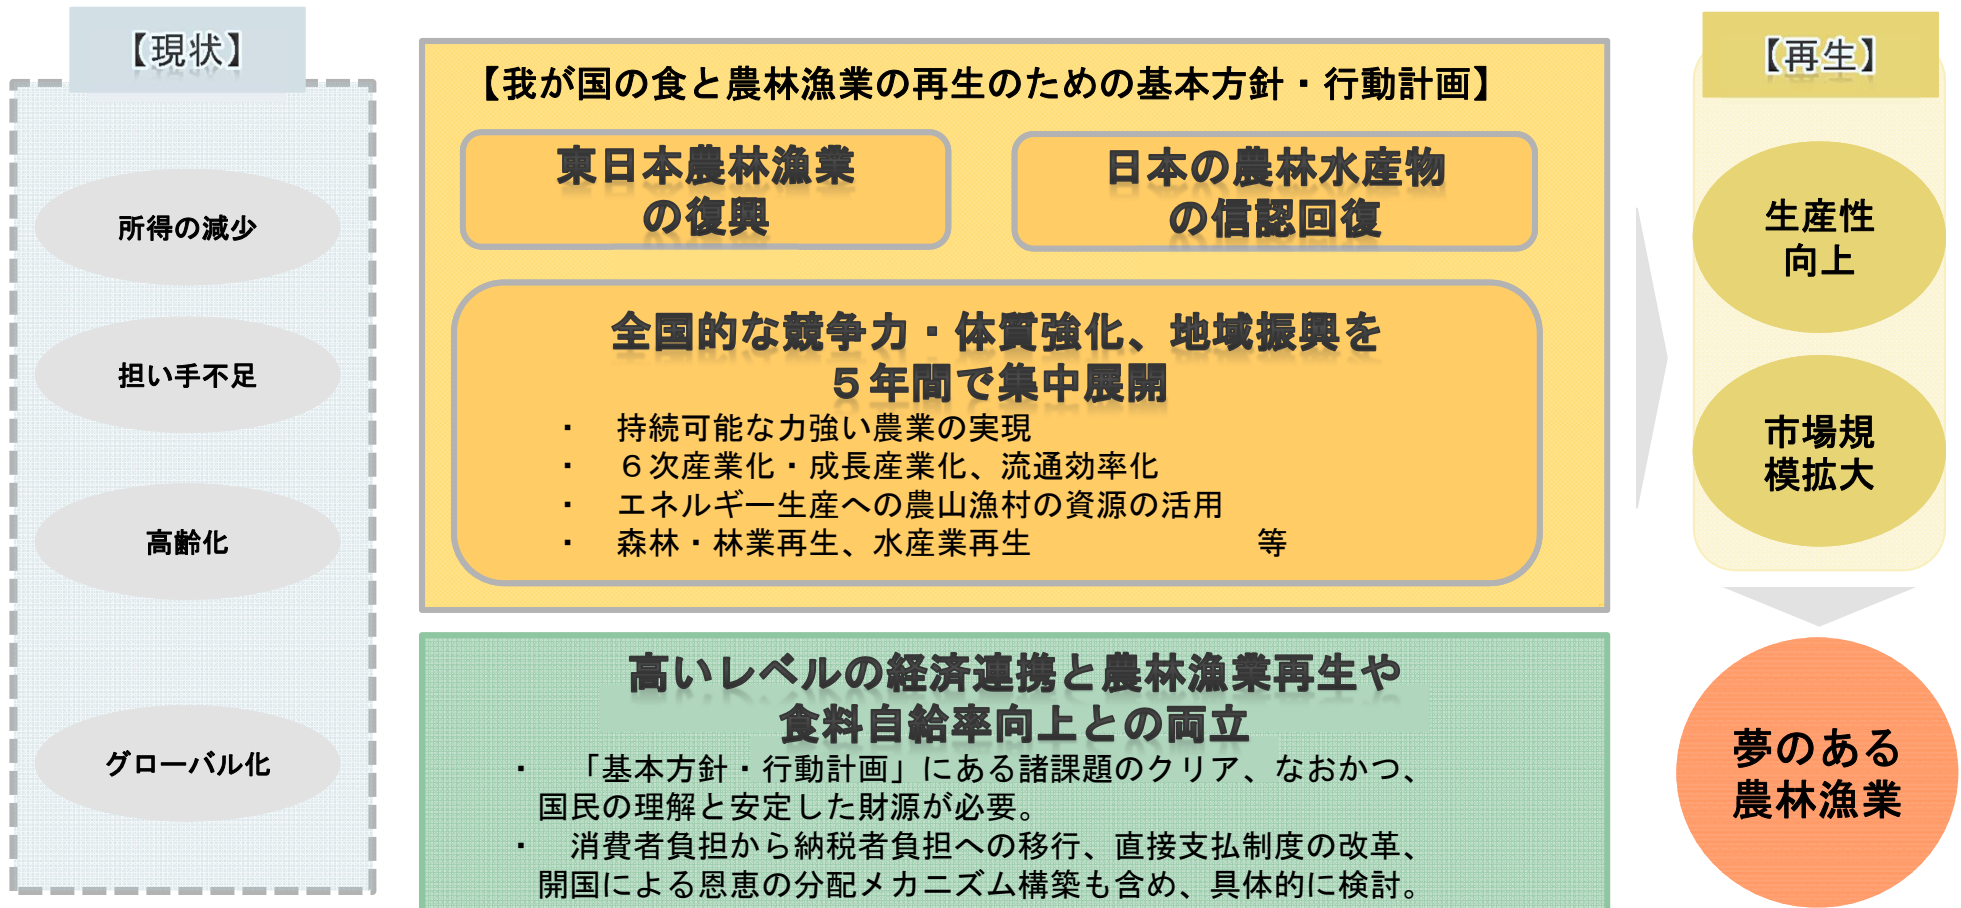 【現状】
所得の減少
担い手不足
高齢化
グローバル化
【我が国の食と農林漁業の再生のための基本方針・行動計画】
東日本農林漁業
の復興
日本の農林水産物
の信認回復
全国的な競争力・体質強化、地域振興を
５年間で集中展開
・　持続可能な力強い農業の実現
・　６次産業化・成長産業化、流通効率化
・　エネルギー生産への農山漁村の資源の活用
・　森林・林業再生、水産業再生　　　　　　　等
高いレベルの経済連携と農林漁業再生や
食料自給率向上との両立
・　「基本方針・行動計画」にある諸課題のクリア、なおかつ、
国民の理解と安定した財源が必要。
・　消費者負担から納税者負担への移行、直接支払制度の改革、
開国による恩恵の分配メカニズム構築も含め、具体的に検討。
【再生】
生産性
向上
市場規
模拡大
夢のある
農林漁業